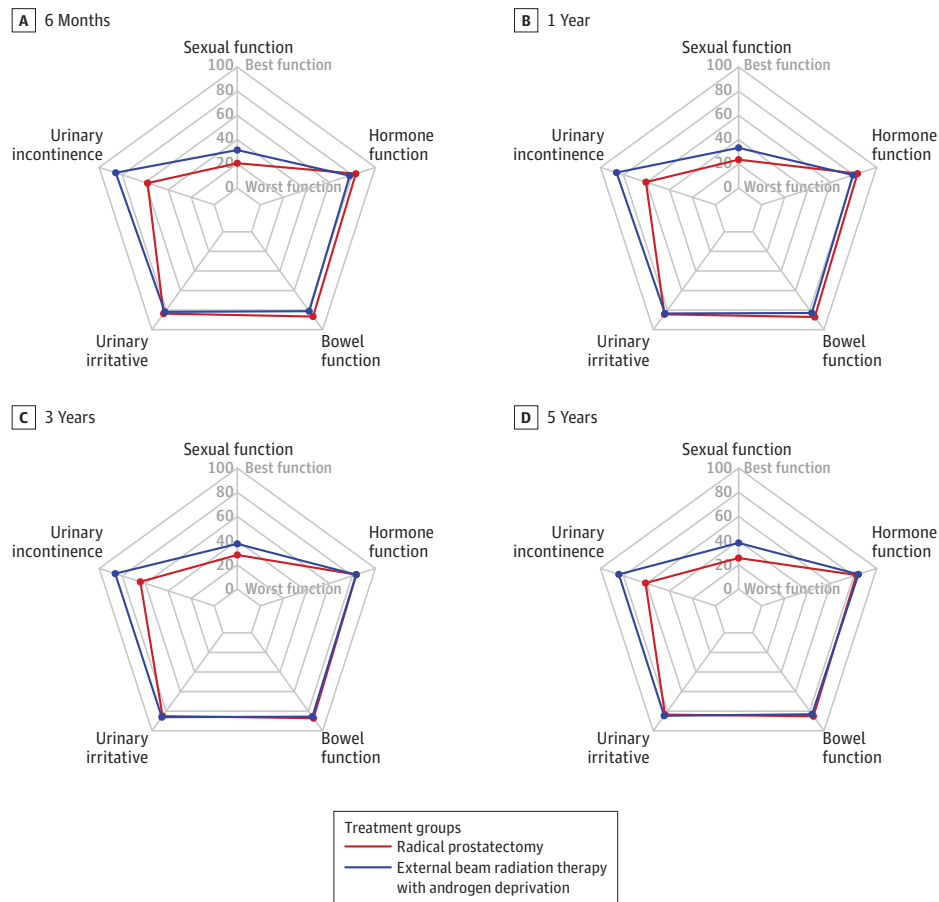 A 6 Months
Sexual function
100 Best function
80
60
40
20
0 Worst function
Urinary
incontinence
Hormone
function
Urinary
irritative
Bowel
function
B 1 Year
Sexual function
100 Best function
80
60
40
20
0 Worst function
Urinary
incontinence
Hormone
function
Urinary
irritative
Bowel
function
C 3 Years
Sexual function
100 Best function
80
60
40
20
0 Worst function
Urinary
incontinence
Hormone
function
Urinary
irritative
Bowel
function
D 5 Years
Sexual function
100 Best function
80
60
40
20
0 Worst function
Urinary
incontinence
Hormone
function
Urinary
irritative
Bowel
function
Treatment groups
Radical prostatectomy
External beam radiation therapy
with androgen deprivation